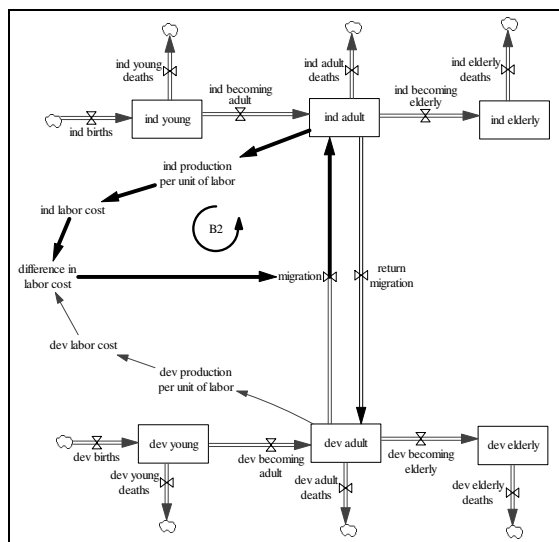 ind young
deaths
ind adult
deaths
ind elderly
deaths
ind becoming
adult
ind becoming
elderly
ind births
ind young
ind adult
ind elderly
ind production
per unit of labor
ind labor cost
B2
difference in
labor cost
migration
return
migration
dev labor cost
dev production
per unit of labor
dev births
dev young
dev becoming
adult
dev adult
dev becoming
elderly
dev elderly
dev young
deaths
dev adult
deaths
dev elderly
deaths